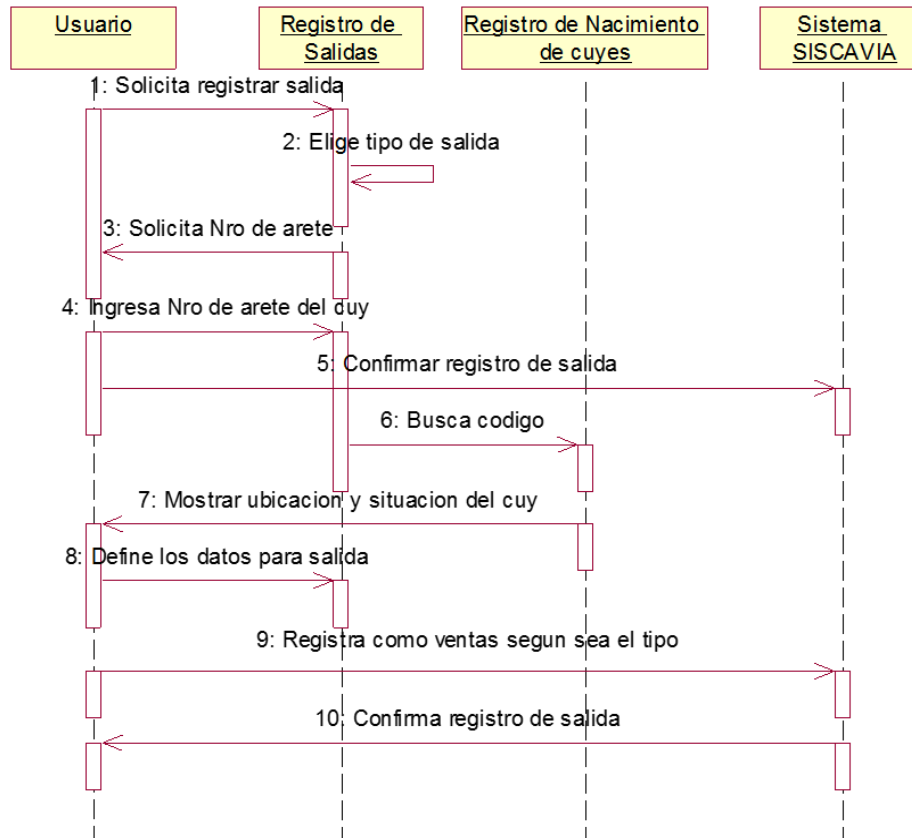 Usuario
Registro de
Salidas
Registro de Nacimiento
de cuyes
Sistema
SISCAVIA
1: Solicita registrar salida
2: Elige tipo de salida
3: Solicita Nro de arete
4: Ingresa Nro de arete del cuy
5: Confirmar registro de salida
6: Busca codigo
7: Mostrar ubicacion y situacion del cuy
8: Define los datos para salida
9: Registra como ventas segun sea el tipo
10: Confirma registro de salida